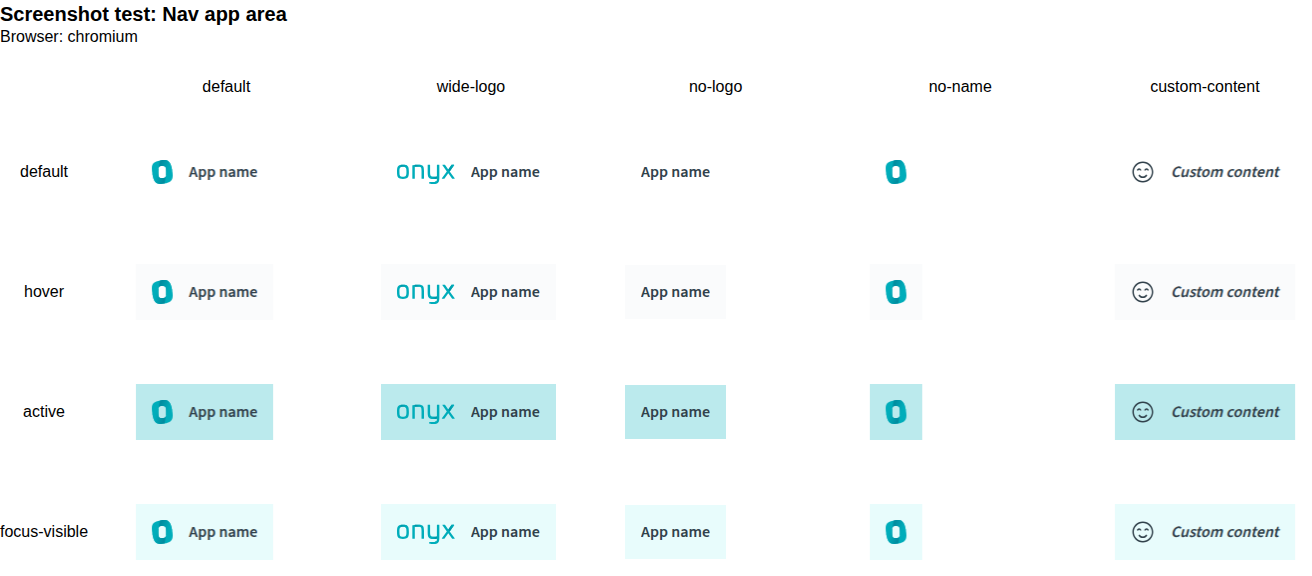 Screenshot test: Nav app area
Browser: chromium
default wide-logo no-logo no-name custom-content
default App name onyx App name App name Custom content
hover App name onyx App name App name Custom content
active App name onyx App name App name Custom content
focus-visible App name onyx App name App name Custom content